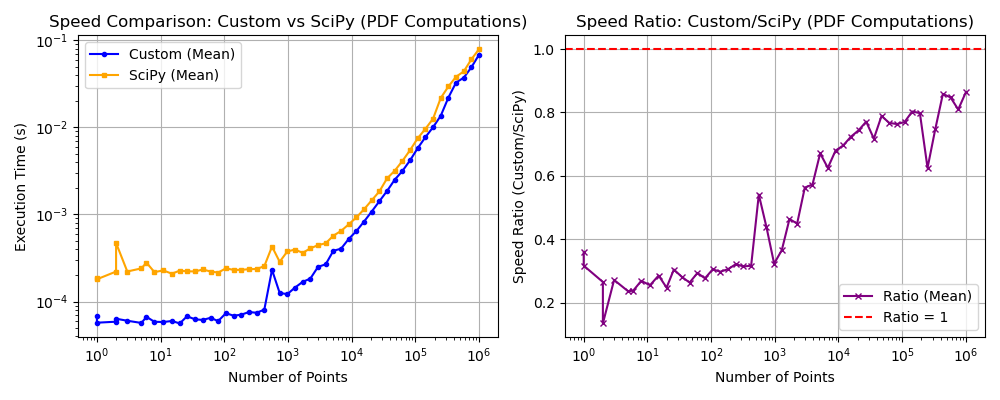 Speed Comparison: Custom vs SciPy (PDF Computations)
Execution Time (s)
10⁻¹
10⁻²
10⁻³
10⁻⁴
Custom (Mean)
SciPy (Mean)
10⁰ 10¹ 10² 10³ 10⁴ 10⁵ 10⁶
Number of Points
Speed Ratio: Custom/SciPy (PDF Computations)
Speed Ratio (Custom/SciPy)
1.0
0.8
0.6
0.4
0.2
Ratio (Mean)
Ratio = 1
10⁰ 10¹ 10² 10³ 10⁴ 10⁵ 10⁶
Number of Points